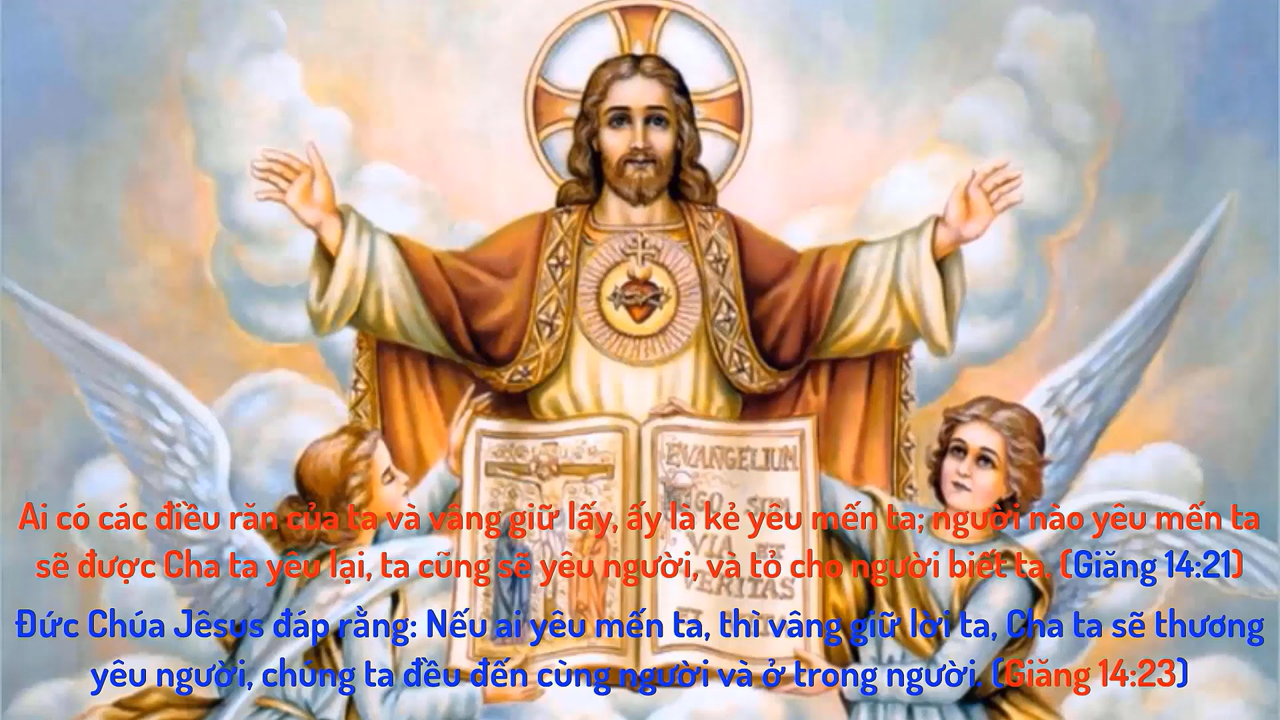 EVANGELIUM
EGO SUM
VIA ET
VERITAS
Ai có các điều răn của ta và vâng giữ lấy, ấy là kẻ yêu mến ta; người nào yêu mến ta
sẽ được Cha ta yêu lại, ta cũng sẽ yêu người, và tỏ cho người biết ta. (Giăng 14:21)
Đức Chúa Jêsus đáp rằng: Nếu ai yêu mến ta, thì vâng giữ lời ta, Cha ta sẽ thương
yêu người, chúng ta đều đến cùng người và ở trong người. (Giăng 14:23)